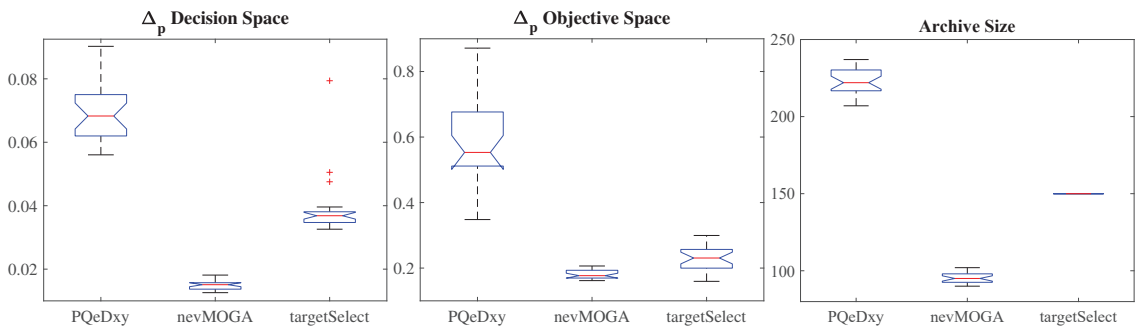 Δp Decision Space
0.08
0.06
0.04
0.02
PQeDxy nevMOGA targetSelect
Δp Objective Space
0.8
0.6
0.4
0.2
PQeDxy nevMOGA targetSelect
Archive Size
250
200
150
100
PQeDxy nevMOGA targetSelect